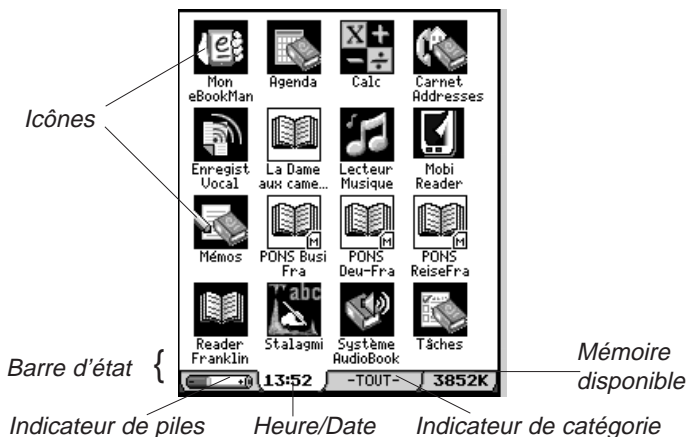 Icônes
Mon eBookMan
Agenda
Calc
Carnet Addresses
Enregist Vocal
La Dame aux came...
Lecteur Musique
Mobi Reader
Mémos
PONS Busi Fra
PONS Deu-Fra
PONS ReiseFra
Reader Franklin
Stalagmi
Système AudioBook
Tâches
Barre d'état {
13:52
-TOUT-
3852K
Mémoire disponible
Indicateur de piles
Heure/Date
Indicateur de catégorie